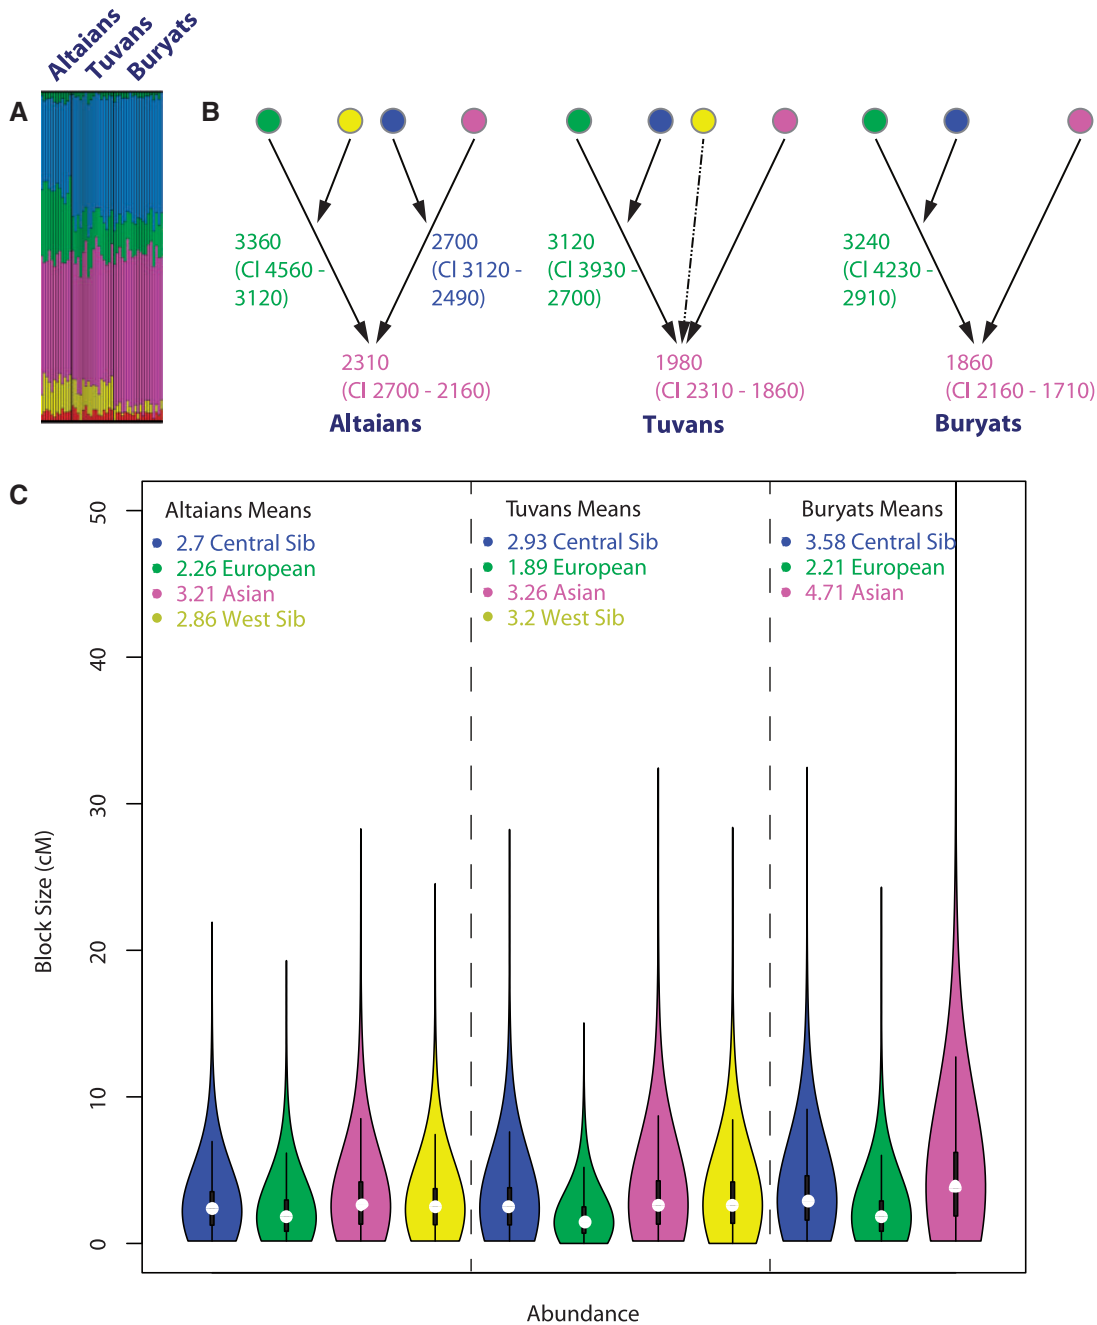 Altaians
Tuvans
Buryats
A
B
3360
(CI 4560 -
3120)
2700
(CI 3120 -
2490)
2310
(CI 2700 - 2160)
Altaians
3120
(CI 3930 -
2700)
1980
(CI 2310 - 1860)
Tuvans
3240
(CI 4230 -
2910)
1860
(CI 2160 - 1710)
Buryats
C
Altaians Means
2.7 Central Sib
2.26 European
3.21 Asian
2.86 West Sib
Tuvans Means
2.93 Central Sib
1.89 European
3.26 Asian
3.2 West Sib
Buryats Means
3.58 Central Sib
2.21 European
4.71 Asian
50
40
30
20
10
0
Block Size (cM)
Abundance